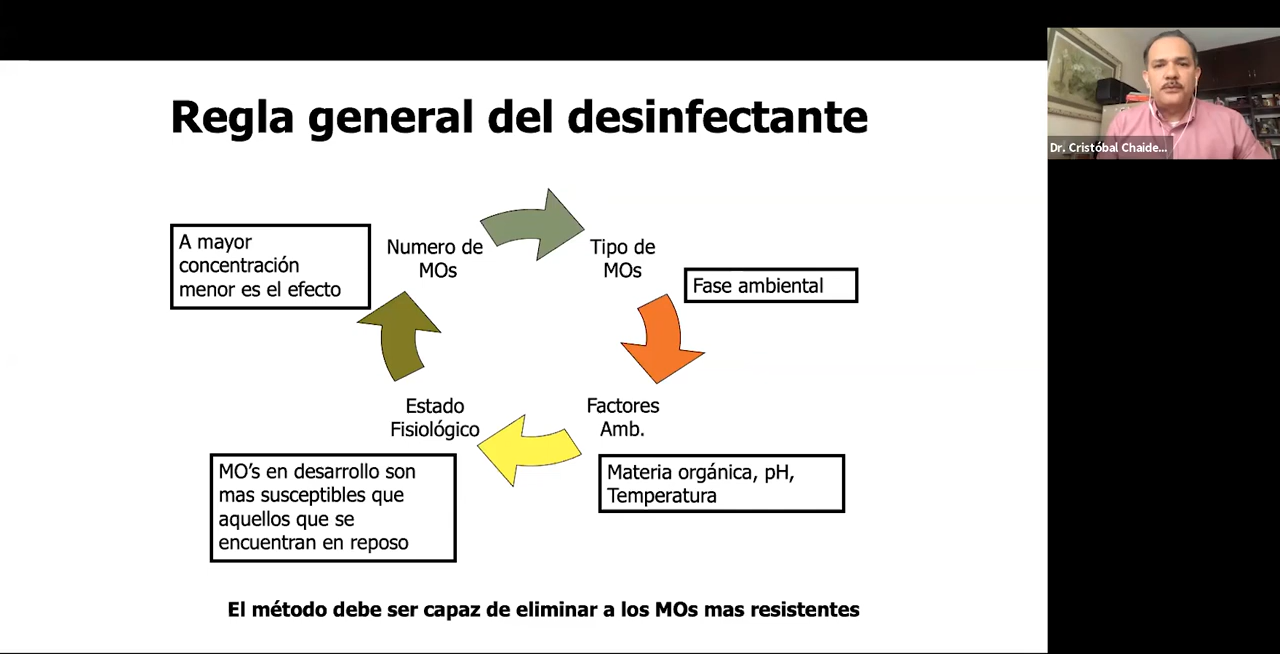 Regla general del desinfectante
Dr. Cristóbal Chaide...
A mayor
concentración
menor es el efecto
Numero de
MOs
Tipo de
MOs
Fase ambiental
Estado
Fisiológico
Factores
Amb.
MO's en desarrollo son
mas susceptibles que
aquellos que se
encuentran en reposo
Materia orgánica, pH,
Temperatura
El método debe ser capaz de eliminar a los MOs mas resistentes